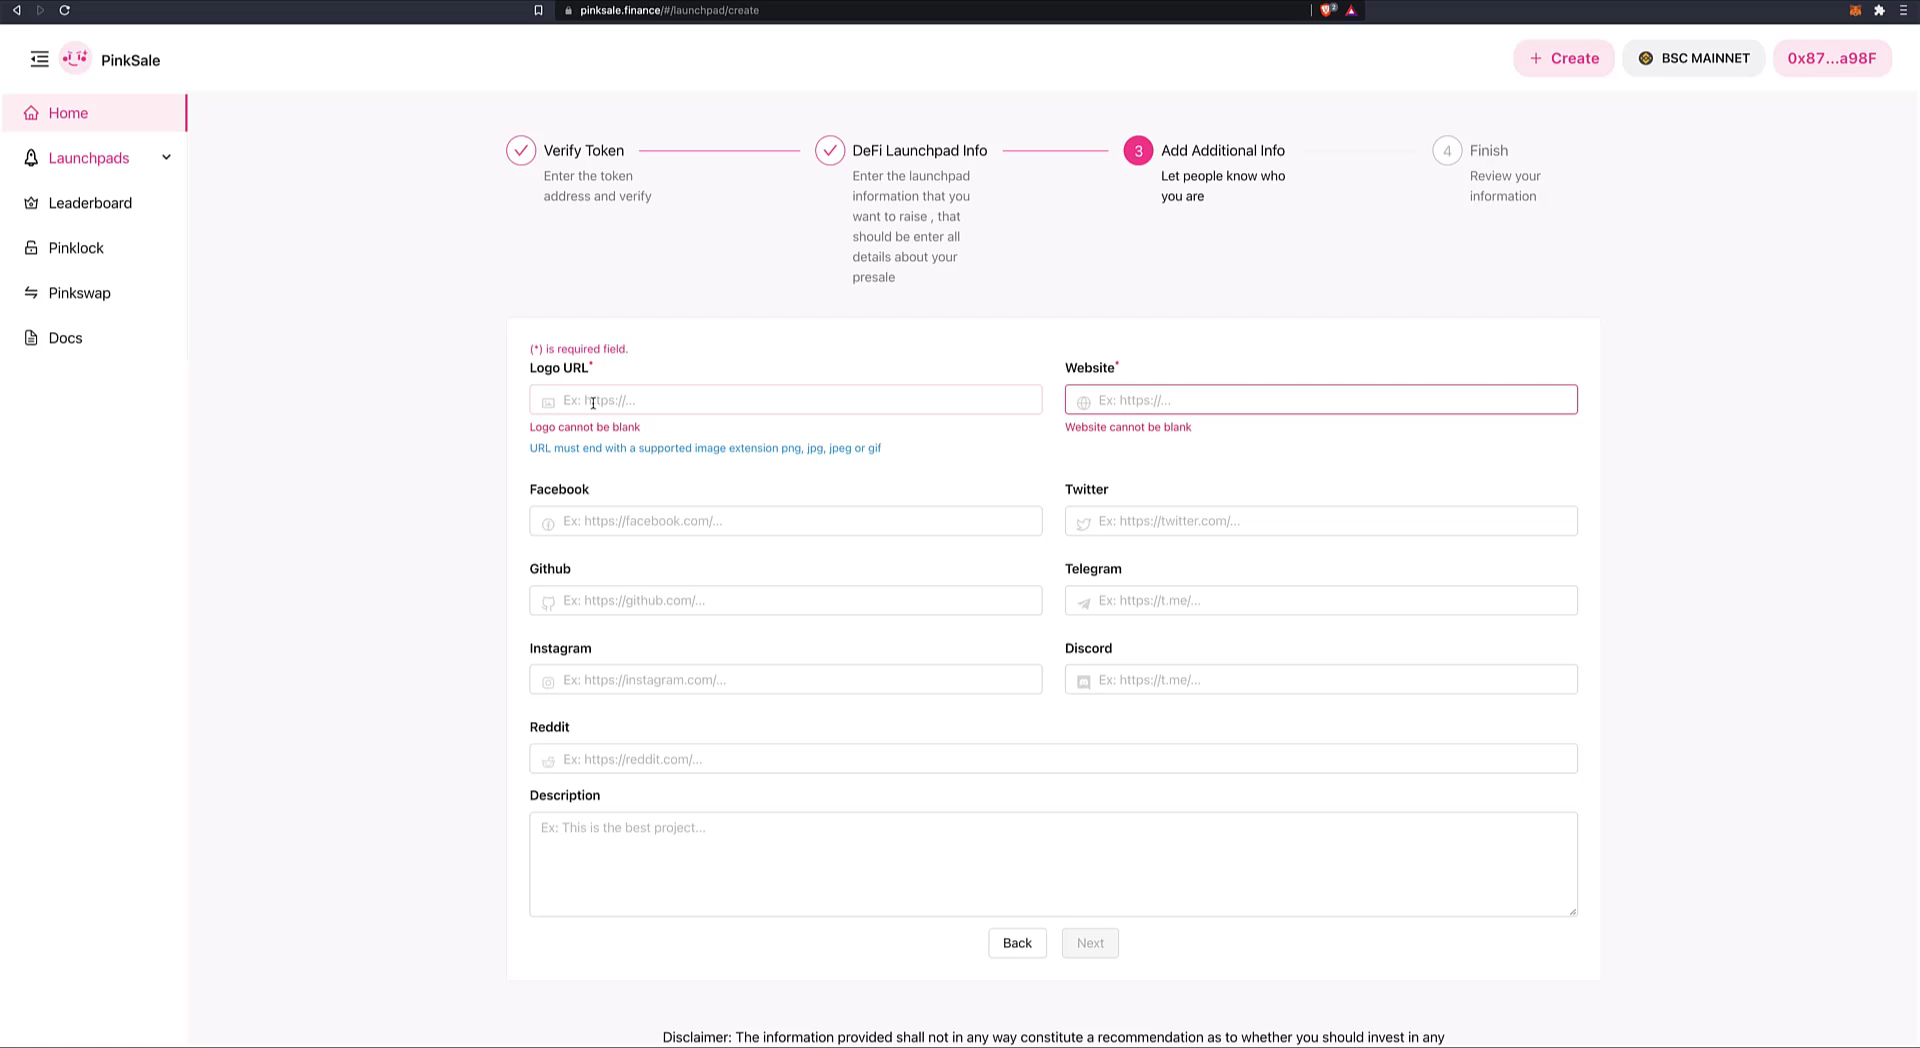 pinksale.finance/#/launchpad/create
2
PinkSale
+ Create
BSC MAINNET
0x87...a98F
Home
Launchpads
Leaderboard
Pinklock
Pinkswap
Docs
Verify Token
Enter the token
address and verify
DeFi Launchpad Info
Enter the launchpad
information that you
want to raise , that
should be enter all
details about your
presale
3
Add Additional Info
Let people know who
you are
4
Finish
Review your
information
(*) is required field.
Logo URL*
Ex: https://...
Logo cannot be blank
URL must end with a supported image extension png, jpg, jpeg or gif
Website*
Ex: https://...
Website cannot be blank
Facebook
Ex: https://facebook.com/...
Twitter
Ex: https://twitter.com/...
Github
Ex: https://github.com/...
Telegram
Ex: https://t.me/...
Instagram
Ex: https://instagram.com/...
Discord
Ex: https://t.me/...
Reddit
Ex: https://reddit.com/...
Description
Ex: This is the best project...
Back
Next
Disclaimer: The information provided shall not in any way constitute a recommendation as to whether you should invest in any